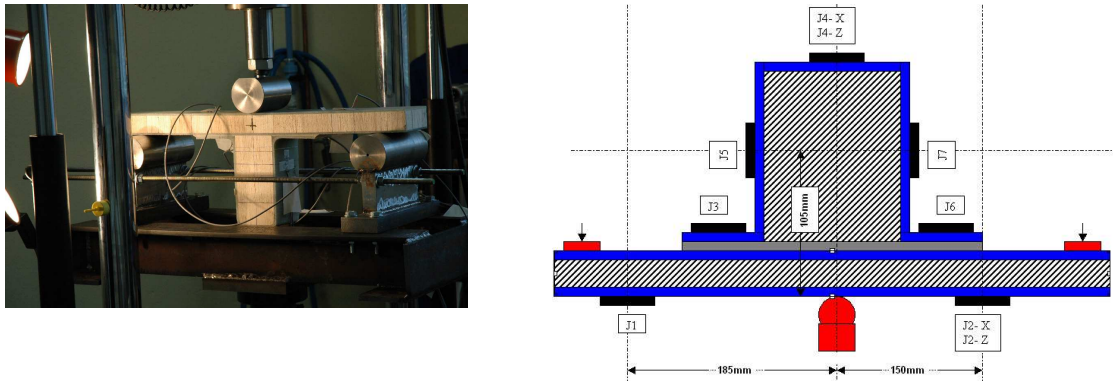 J4- X
J4- Z
J5
J7
J3
J6
105mm
J1
J2- X
J2- Z
185mm
150mm